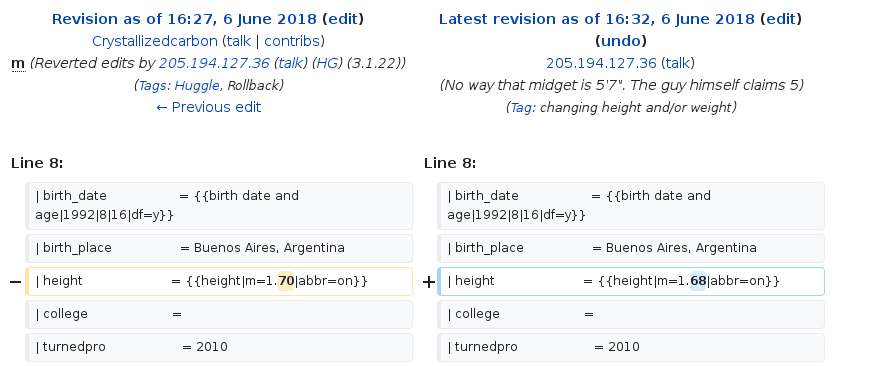 Revision as of 16:27, 6 June 2018 (edit)
Crystallizedcarbon (talk | contribs)
m (Reverted edits by 205.194.127.36 (talk) (HG) (3.1.22))
(Tags: Huggle, Rollback)
← Previous edit
Latest revision as of 16:32, 6 June 2018 (edit)
(undo)
205.194.127.36 (talk)
(No way that midget is 5'7". The guy himself claims 5)
(Tag: changing height and/or weight)
Line 8:
| birth_date = {{birth date and
age|1992|8|16|df=y}}
| birth_place = Buenos Aires, Argentina
− | height = {{height|m=1.70|abbr=on}}
| college =
| turnedpro = 2010
Line 8:
| birth_date = {{birth date and
age|1992|8|16|df=y}}
| birth_place = Buenos Aires, Argentina
+ | height = {{height|m=1.68|abbr=on}}
| college =
| turnedpro = 2010